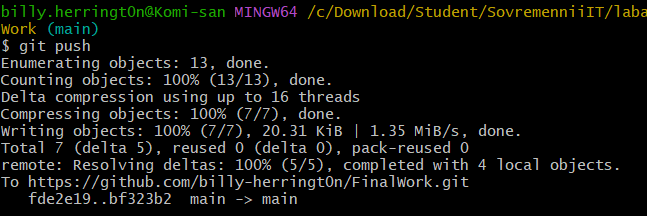 billy.herringt0n@Komi-san MINGW64 /c/Download/Student/SovremenniiIT/laba
Work (main)
$ git push
Enumerating objects: 13, done.
Counting objects: 100% (13/13), done.
Delta compression using up to 16 threads
Compressing objects: 100% (7/7), done.
Writing objects: 100% (7/7), 20.31 KiB | 1.35 MiB/s, done.
Total 7 (delta 5), reused 0 (delta 0), pack-reused 0
remote: Resolving deltas: 100% (5/5), completed with 4 local objects.
To https://github.com/billy-herringt0n/FinalWork.git
   fde2e19..bf323b2  main -> main